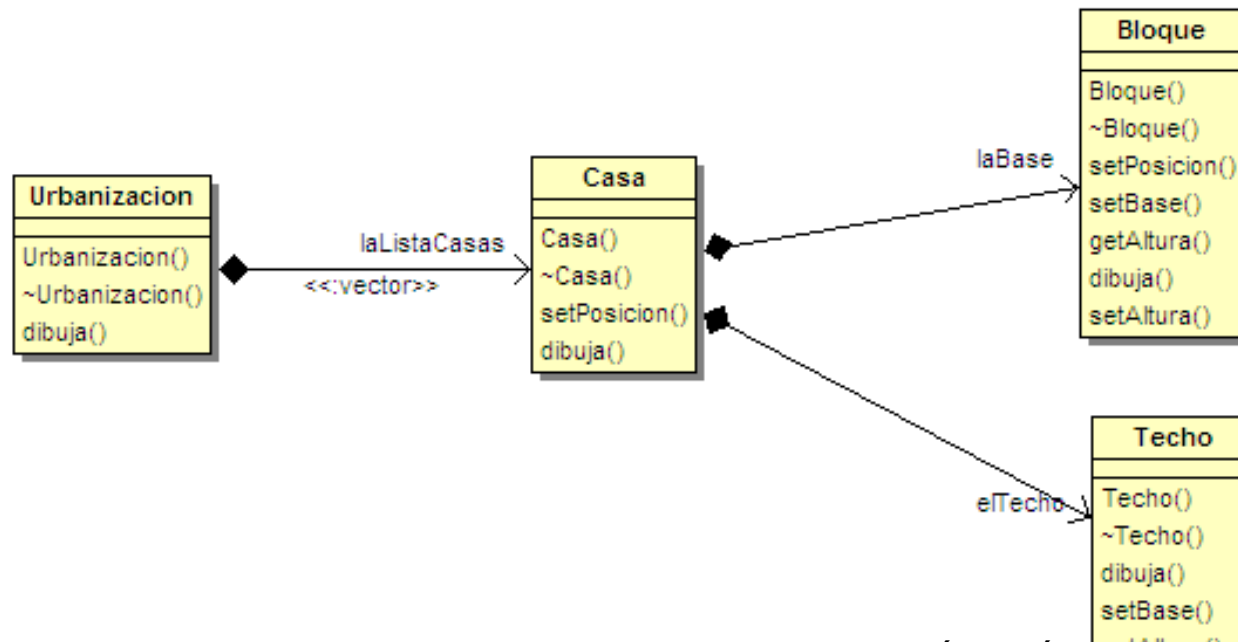 Urbanizacion
Urbanizacion()
~Urbanizacion()
dibuja()
laListaCasas
<<:vector>>
Casa
Casa()
~Casa()
setPosicion()
dibuja()
laBase
elTecho
Bloque
Bloque()
~Bloque()
setPosicion()
setBase()
getAltura()
dibuja()
setAltura()
Techo
Techo()
~Techo()
dibuja()
setBase()